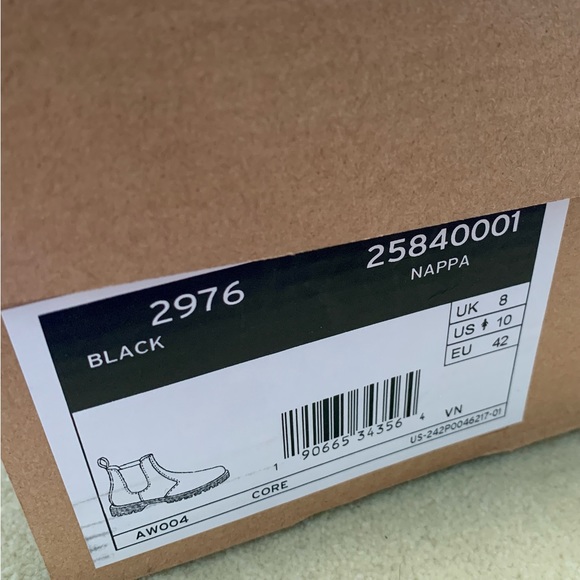 2976
25840001
BLACK
NAPPA
UK 8
US 10
EU 42
1 90665 34356 4
VN
US-242P0046217-01
CORE
AW004